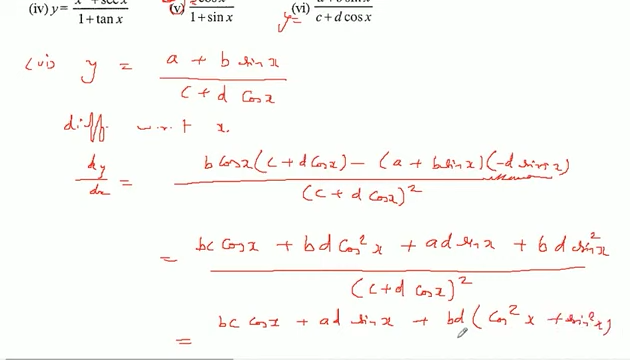 (iv) y = x + sec x / 1 + tan x (v) cos x / 1 + sin x (vi) y = a + b sin x / c + d cos x
(vi) y = a + b sin x / c + d cos x
diff w.r.t x.
dy/dx = b cos x (c + d cos x) − (a + b sin x)(−d sin x) / (c + d cos x)²
= bc cos x + bd cos² x + ad sin x + bd sin² x / (c + d cos x)²
= bc cos x + ad sin x + bd (cos² x + sin² x)